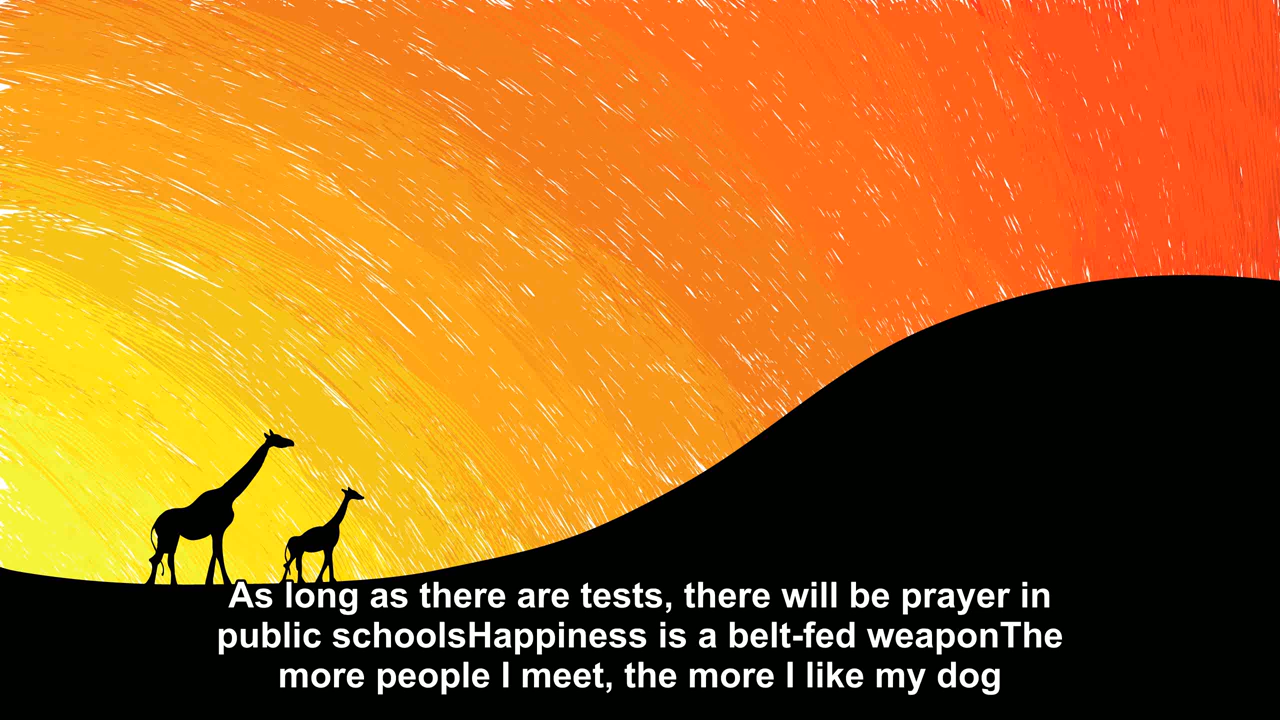 As long as there are tests, there will be prayer in
public schoolsHappiness is a belt-fed weaponThe
more people I meet, the more I like my dog